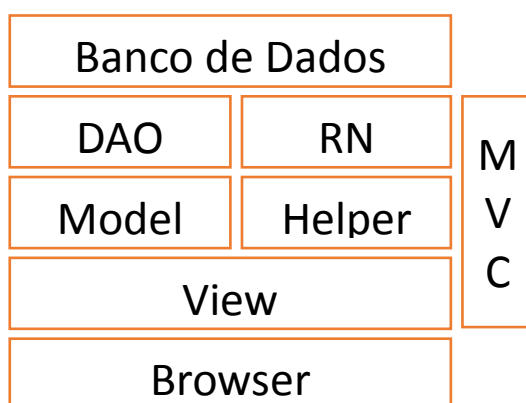 Banco de Dados
DAO
RN
Model
Helper
View
Browser
M
V
C